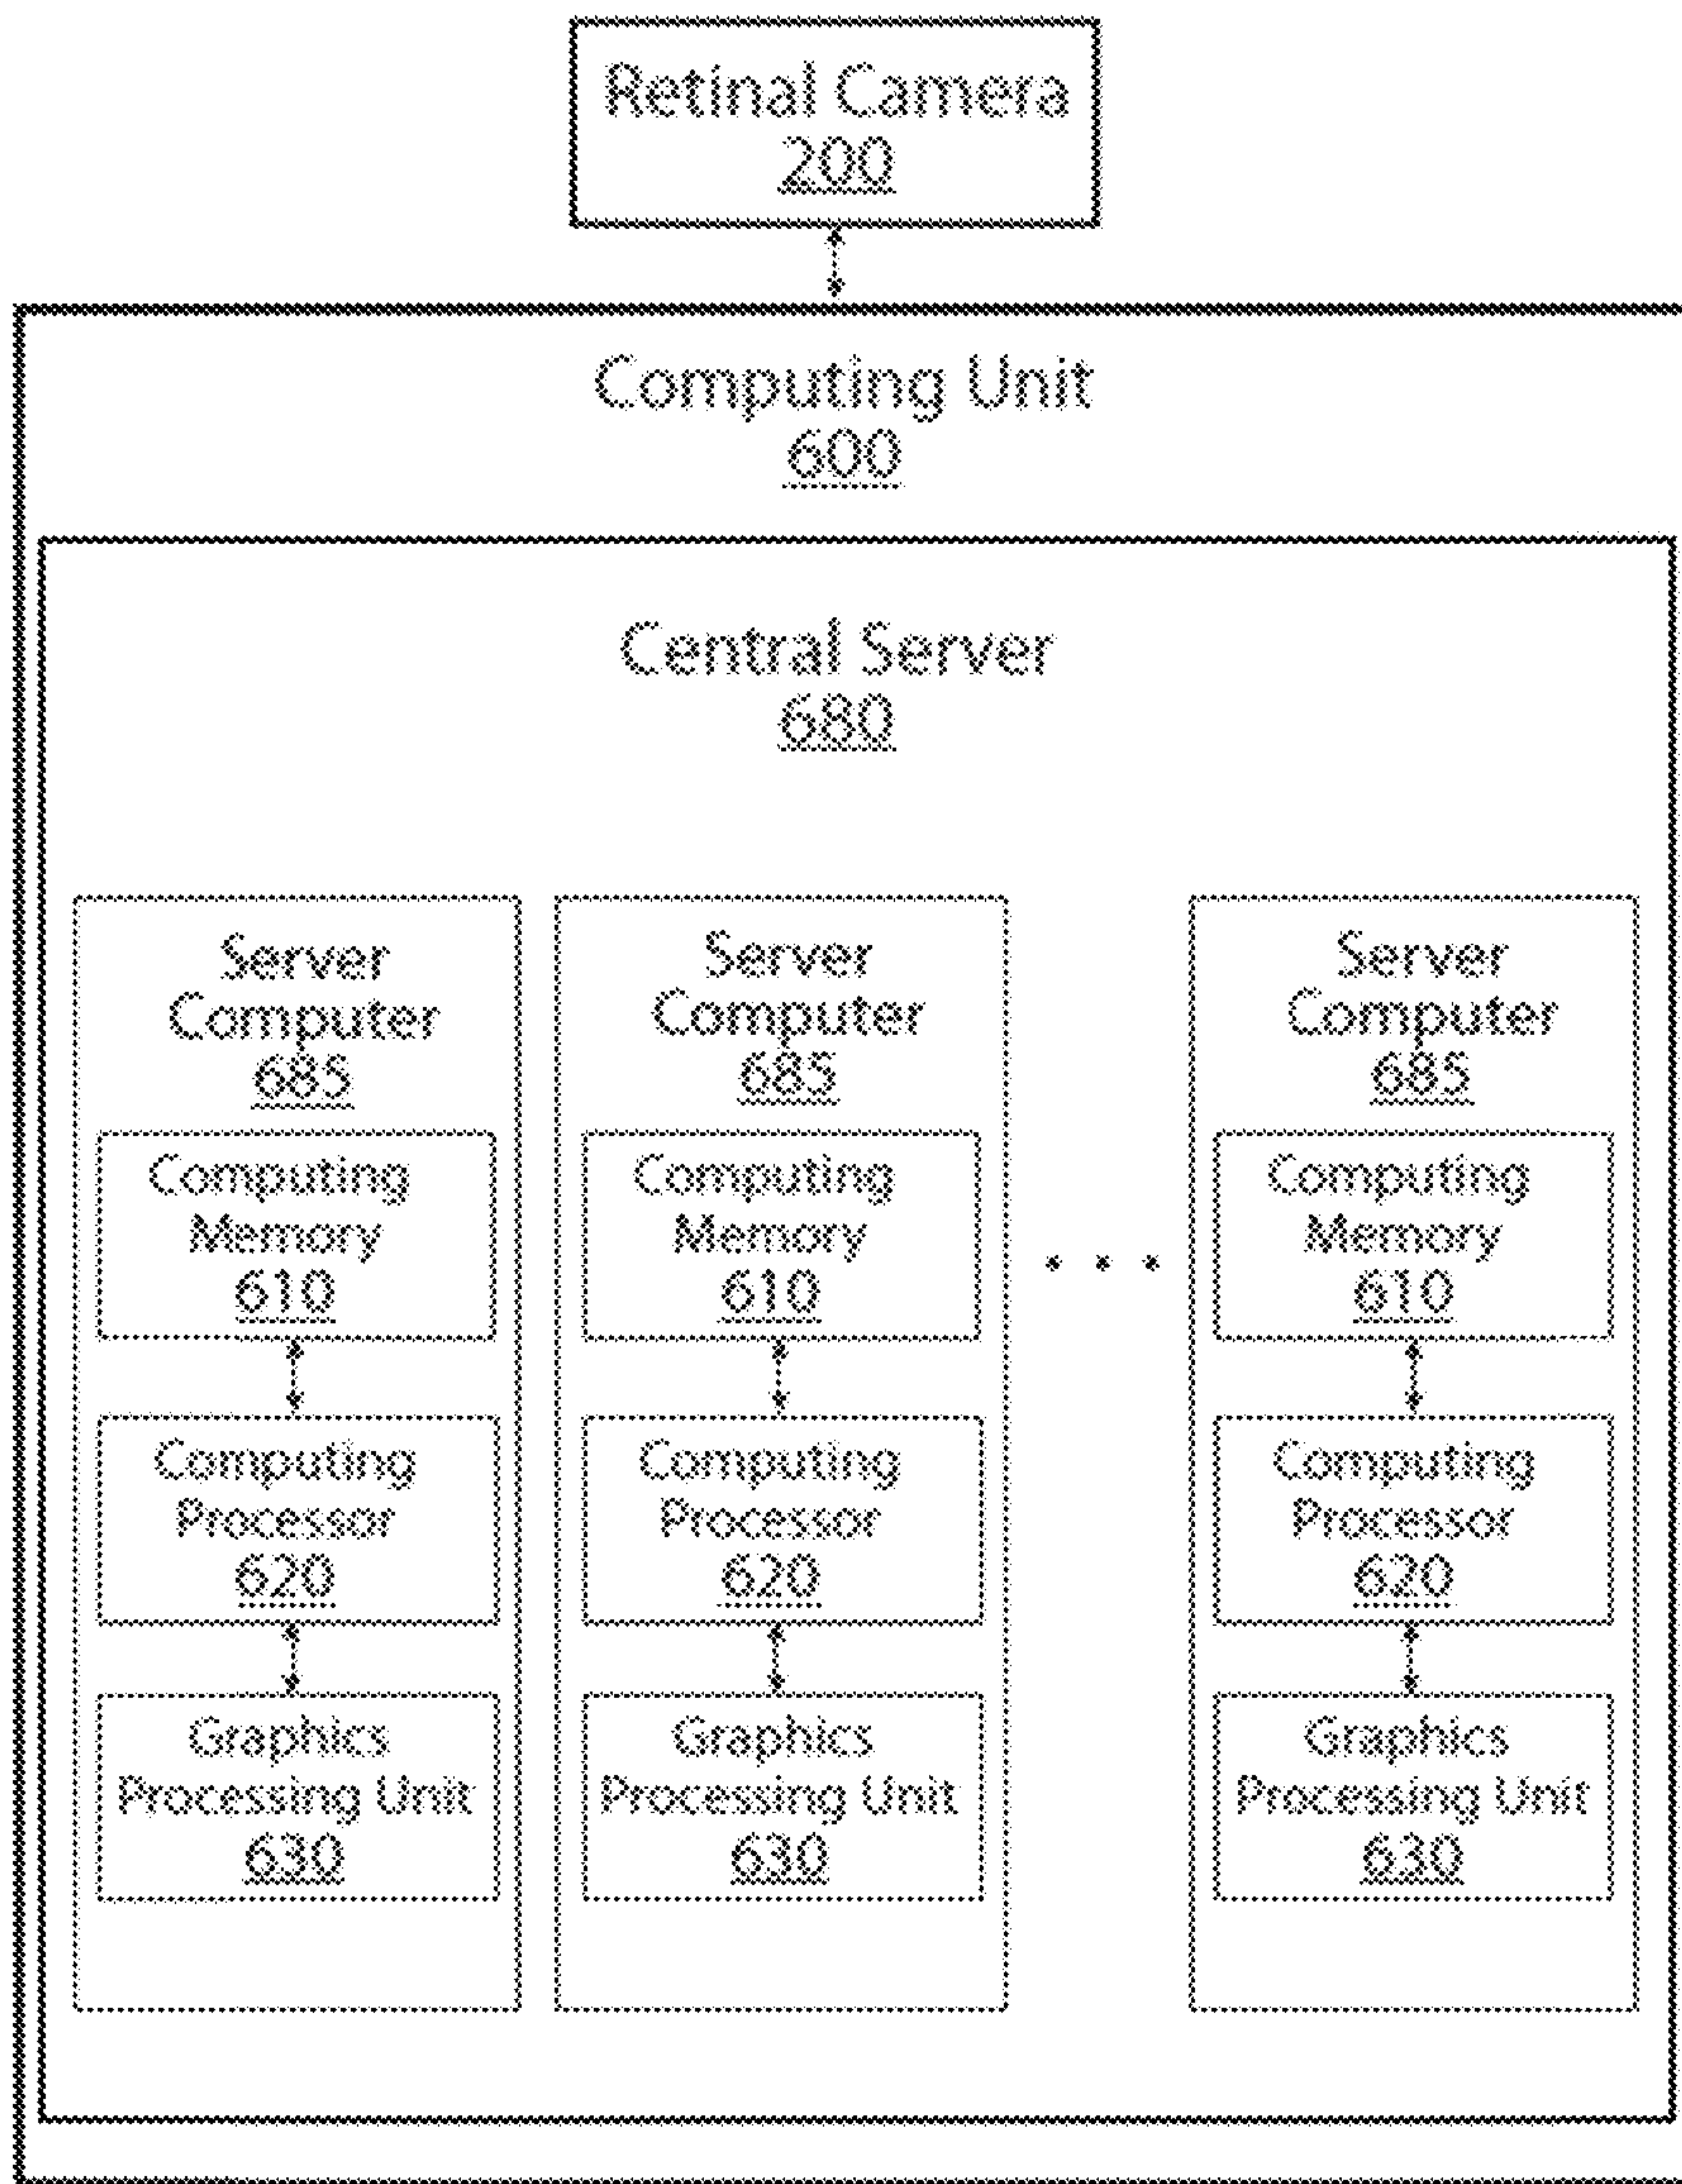 Retinal Camera
200
Computing Unit
600
Central Server
680
Server
Computer
685
Computing
Memory
610
Computing
Processor
620
Graphics
Processing Unit
630
Server
Computer
685
Computing
Memory
610
Computing
Processor
620
Graphics
Processing Unit
630
. . .
Server
Computer
685
Computing
Memory
610
Computing
Processor
620
Graphics
Processing Unit
630